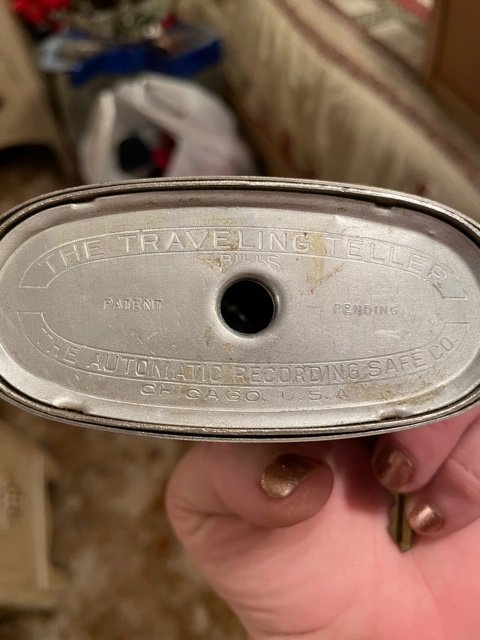 THE TRAVELING TELLER
BILLS
PATENT PENDING
THE AUTOMATIC RECORDING SAFE CO.
CHICAGO, U.S.A.